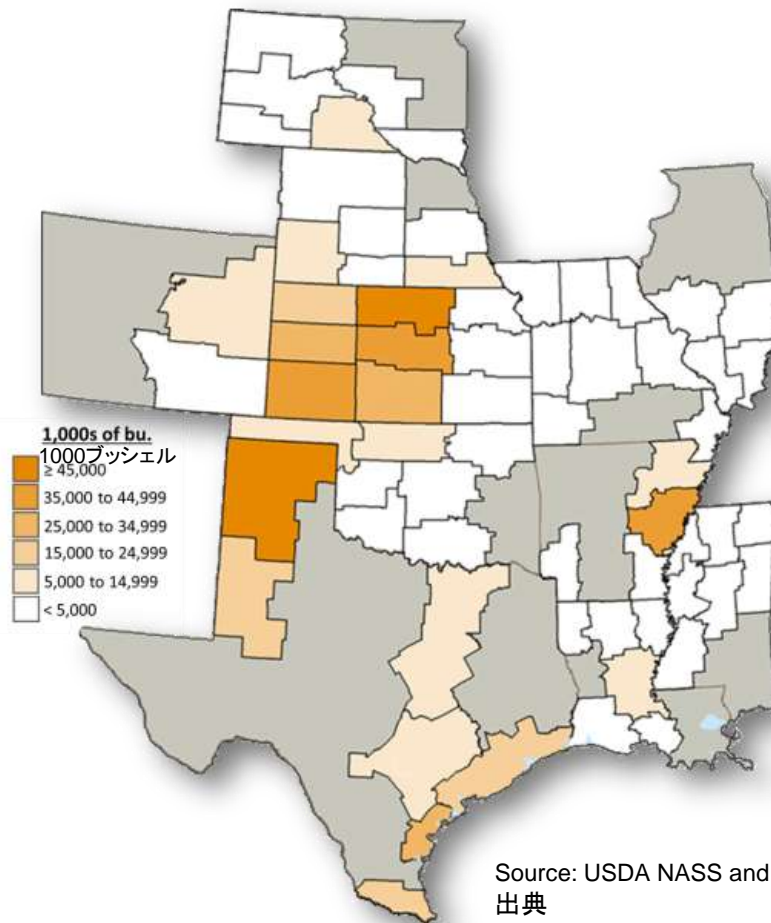 1,000s of bu.
1000ブッシェル
≥ 45,000
35,000 to 44,999
25,000 to 34,999
15,000 to 24,999
5,000 to 14,999
< 5,000
Source: USDA NASS and
出典